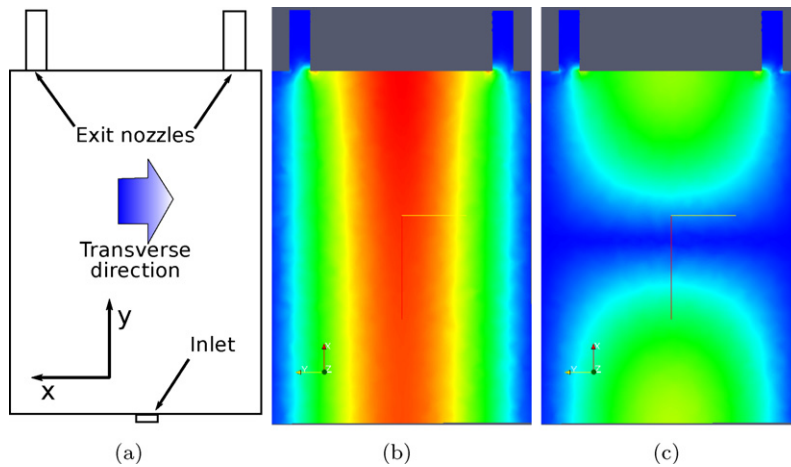 Exit nozzles
Transverse
direction
y
x
Inlet
X
Y
Z
X
Y
Z
(a)
(b)
(c)